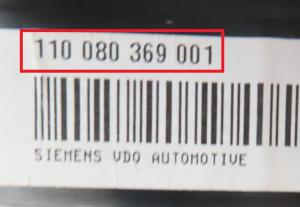 110 080 369 001
SIEMENS VDO AUTOMOTIVE